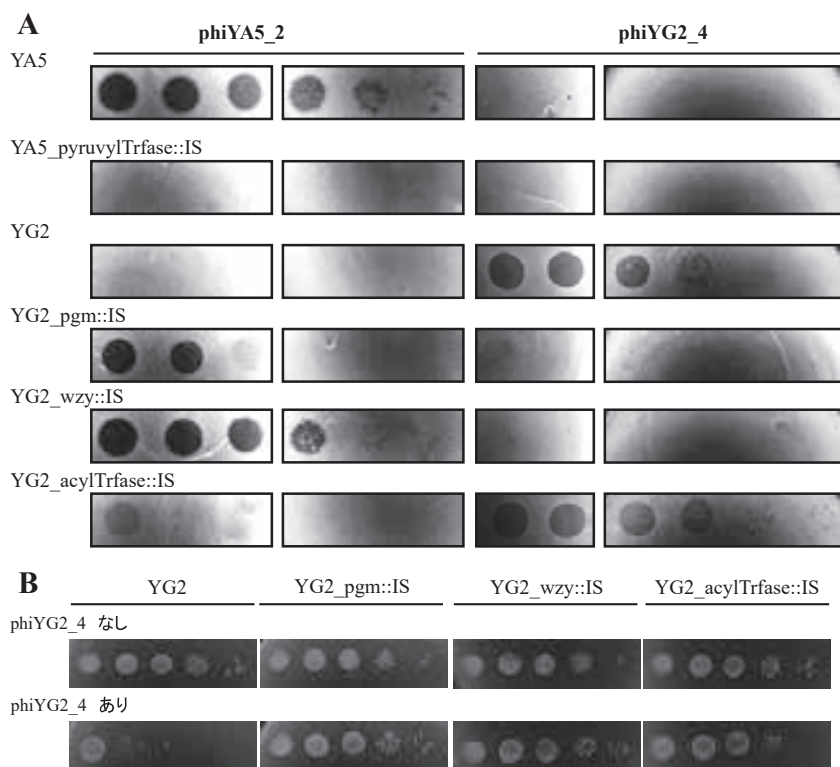 A
phiYA5_2 phiYG2_4
YA5
YA5_pyruvylTrfase::IS
YG2
YG2_pgm::IS
YG2_wzy::IS
YG2_acylTrfase::IS
B
YG2 YG2_pgm::IS YG2_wzy::IS YG2_acylTrfase::IS
phiYG2_4 なし
phiYG2_4 あり